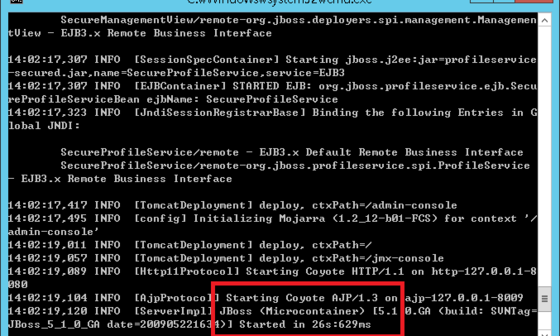 C:\Windows\system32\cmd.exe
SecureManagementView/remote-org.jboss.deployers.spi.management.Managemen
tView - EJB3.x Remote Business Interface
14:02:17,307 INFO  [SessionSpecContainer] Starting jboss.j2ee:jar=profileservice
-secured.jar,name=SecureProfileService,service=EJB3
14:02:17,307 INFO  [EJBContainer] STARTED EJB: org.jboss.profileservice.ejb.Secu
reProfileServiceBean ejbName: SecureProfileService
14:02:17,323 INFO  [JndiSessionRegistrarBase] Binding the following Entries in G
lobal JNDI:
SecureProfileService/remote - EJB3.x Default Remote Business Interface
SecureProfileService/remote-org.jboss.profileservice.spi.ProfileService
- EJB3.x Remote Business Interface
14:02:17,417 INFO  [TomcatDeployment] deploy, ctxPath=/admin-console
14:02:17,495 INFO  [config] Initializing Mojarra (1.2_12-b01-FCS) for context '/
admin-console'
14:02:19,011 INFO  [TomcatDeployment] deploy, ctxPath=/
14:02:19,057 INFO  [TomcatDeployment] deploy, ctxPath=/jmx-console
14:02:19,089 INFO  [Http11Protocol] Starting Coyote HTTP/1.1 on http-127.0.0.1-8
080
14:02:19,104 INFO  [AjpProtocol] Starting Coyote AJP/1.3 on ajp-127.0.0.1-8009
14:02:19,120 INFO  [ServerImpl] JBoss (Microcontainer) [5.1.0.GA (build: SVNTag=
JBoss_5_1_0_GA date=200905221634)] Started in 26s:629ms